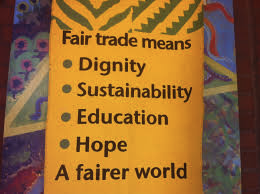 Fair trade means
• Dignity
• Sustainability
• Education
• Hope
A fairer world